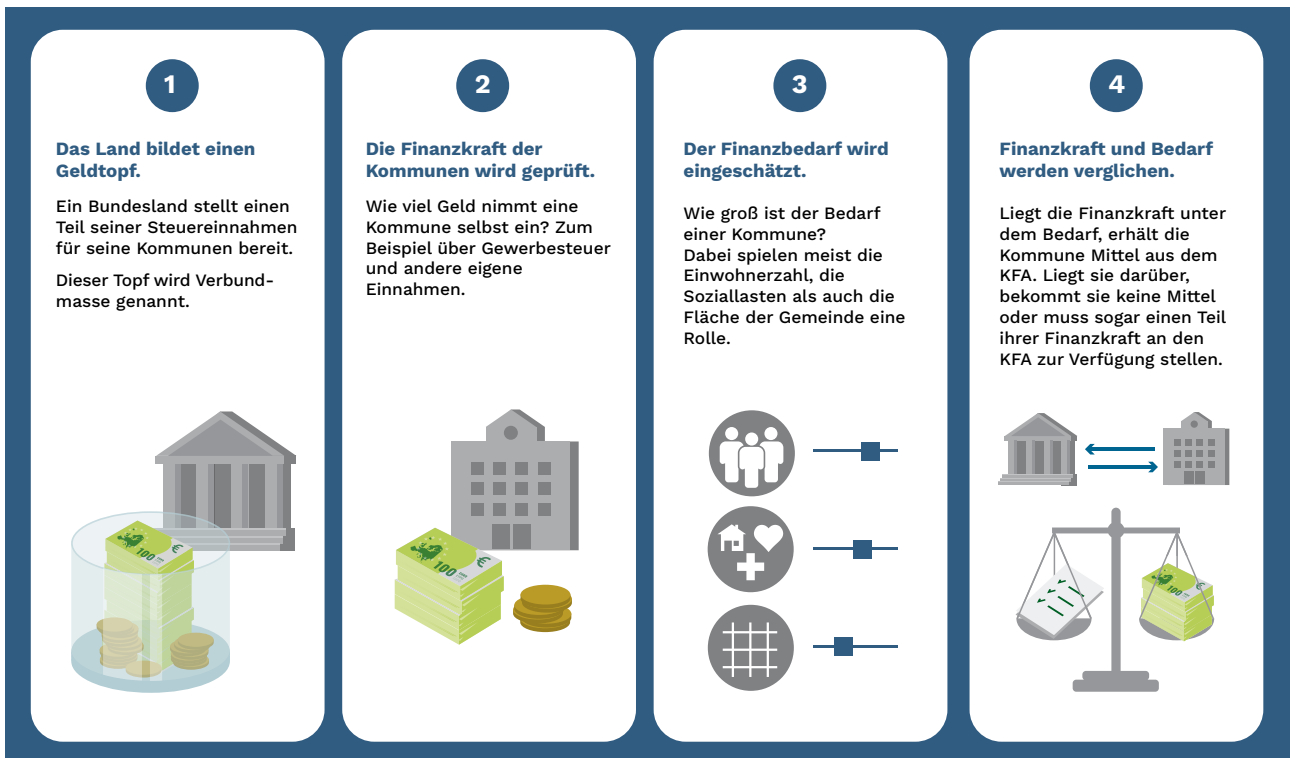 1
Das Land bildet einen
Geldtopf.
Ein Bundesland stellt einen
Teil seiner Steuereinnahmen
für seine Kommunen bereit.
Dieser Topf wird Verbund-
masse genannt.
100
€
2
Die Finanzkraft der
Kommunen wird geprüft.
Wie viel Geld nimmt eine
Kommune selbst ein? Zum
Beispiel über Gewerbesteuer
und andere eigene
Einnahmen.
100
€
3
Der Finanzbedarf wird
eingeschätzt.
Wie groß ist der Bedarf
einer Kommune?
Dabei spielen meist die
Einwohnerzahl, die
Soziallasten als auch die
Fläche der Gemeinde eine
Rolle.
4
Finanzkraft und Bedarf
werden verglichen.
Liegt die Finanzkraft unter
dem Bedarf, erhält die
Kommune Mittel aus dem
KFA. Liegt sie darüber,
bekommt sie keine Mittel
oder muss sogar einen Teil
ihrer Finanzkraft an den
KFA zur Verfügung stellen.
100
€